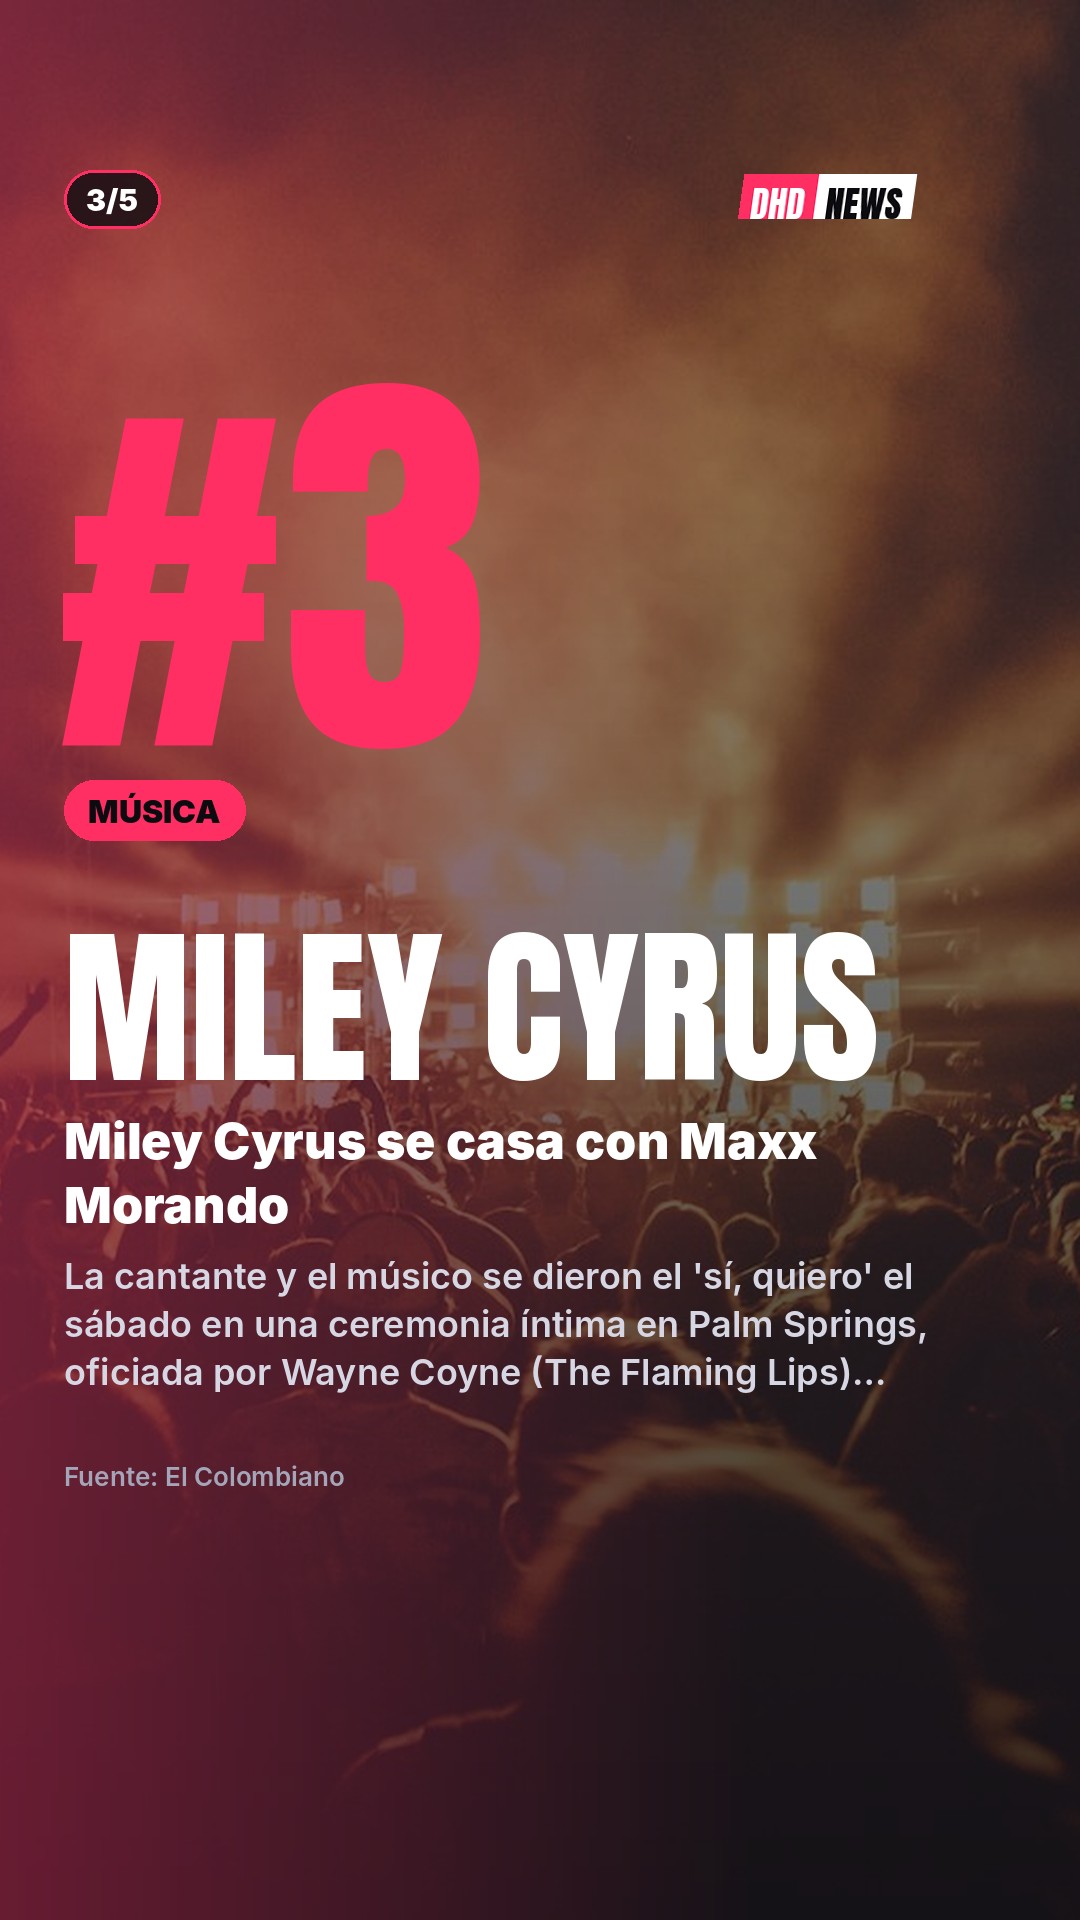 3/5
DHD NEWS
#3
MÚSICA
MILEY CYRUS
Miley Cyrus se casa con Maxx
Morando
La cantante y el músico se dieron el 'sí, quiero' el
sábado en una ceremonia íntima en Palm Springs,
oficiada por Wayne Coyne (The Flaming Lips)...
Fuente: El Colombiano